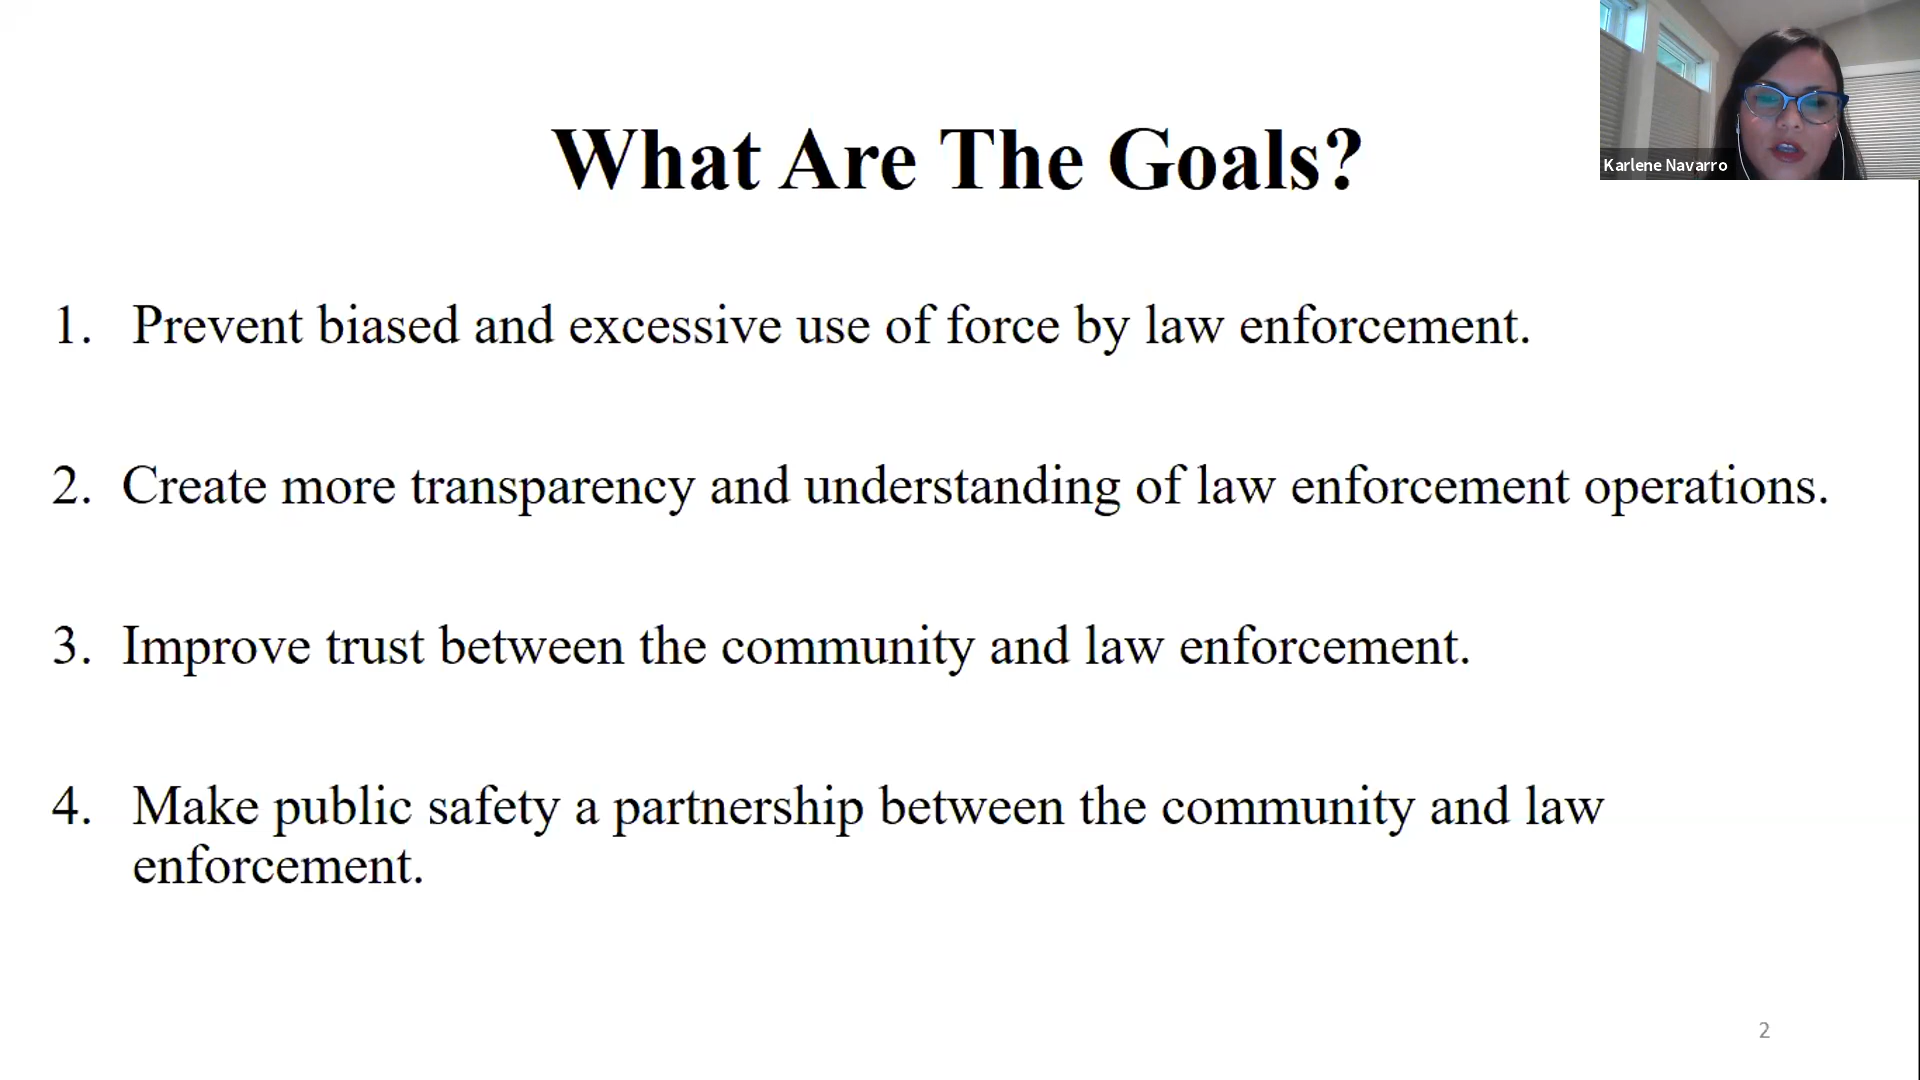 What Are The Goals?
Karlene Navarro
1. Prevent biased and excessive use of force by law enforcement.
2. Create more transparency and understanding of law enforcement operations.
3. Improve trust between the community and law enforcement.
4. Make public safety a partnership between the community and law
enforcement.
2